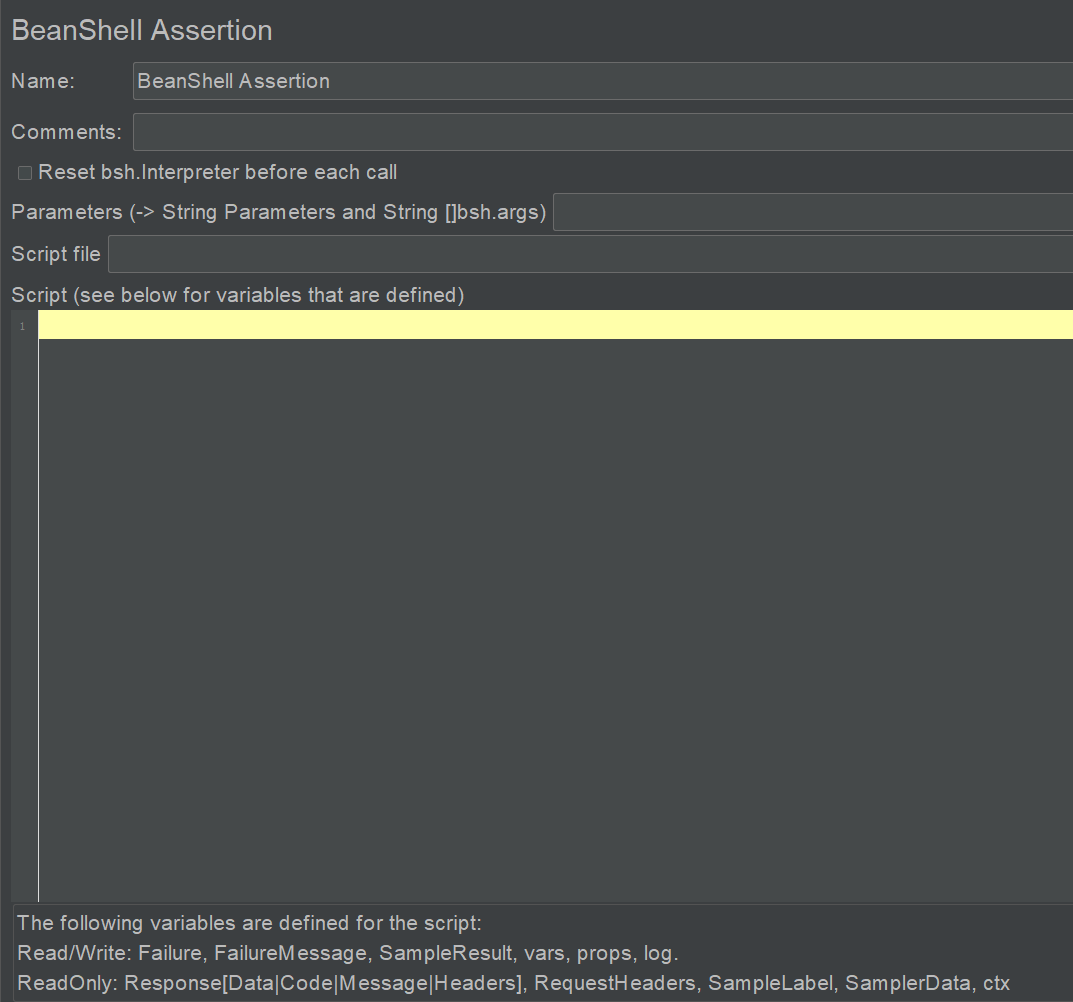 BeanShell Assertion
Name: BeanShell Assertion
Comments:
Reset bsh.Interpreter before each call
Parameters (-> String Parameters and String []bsh.args)
Script file
Script (see below for variables that are defined)
1
The following variables are defined for the script:
Read/Write: Failure, FailureMessage, SampleResult, vars, props, log.
ReadOnly: Response[Data|Code|Message|Headers], RequestHeaders, SampleLabel, SamplerData, ctx